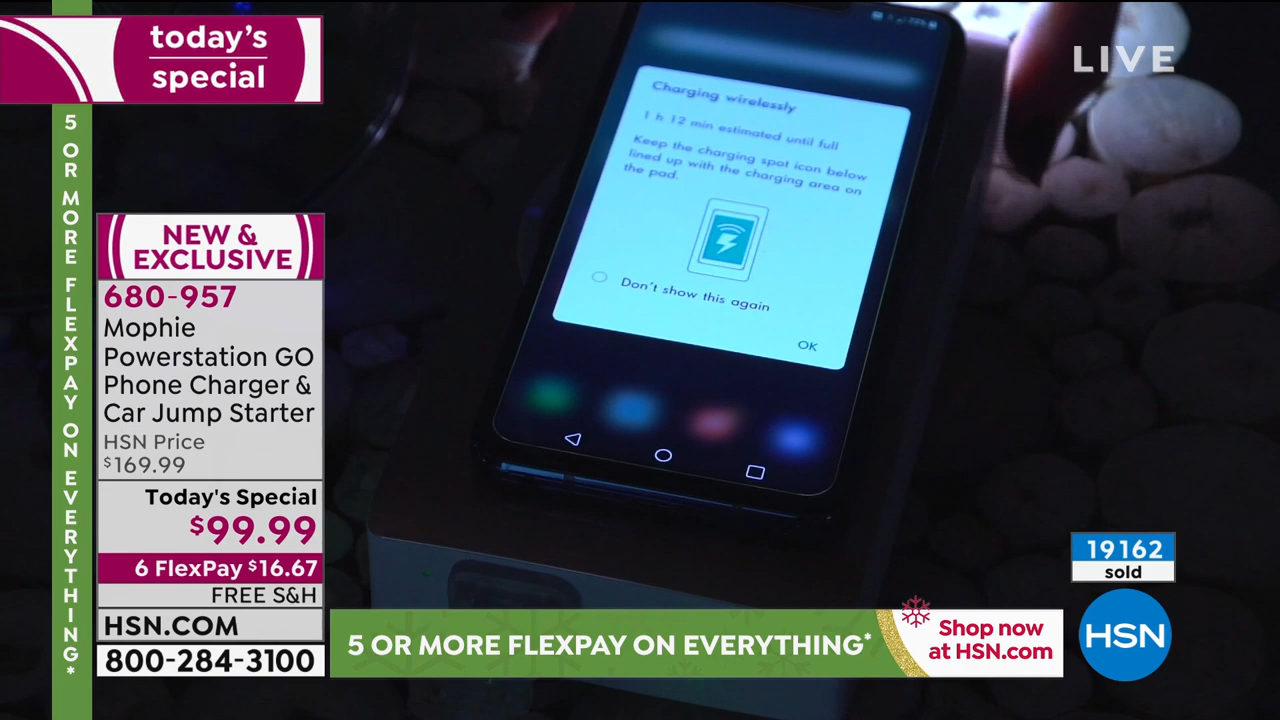 today's
special
LIVE
5 OR MORE FLEXPAY ON EVERYTHING*
NEW &
EXCLUSIVE
680-957
Mophie
Powerstation GO
Phone Charger &
Car Jump Starter
HSN Price
$169.99
Today's Special
$99.99
6 FlexPay $16.67
FREE S&H
HSN.COM
800-284-3100
Charging wirelessly
1 h 12 min estimated until full
Keep the charging spot icon below
lined up with the charging area on
the pad.
Don't show this again
OK
19162
sold
5 OR MORE FLEXPAY ON EVERYTHING*
Shop now
at HSN.com
HSN